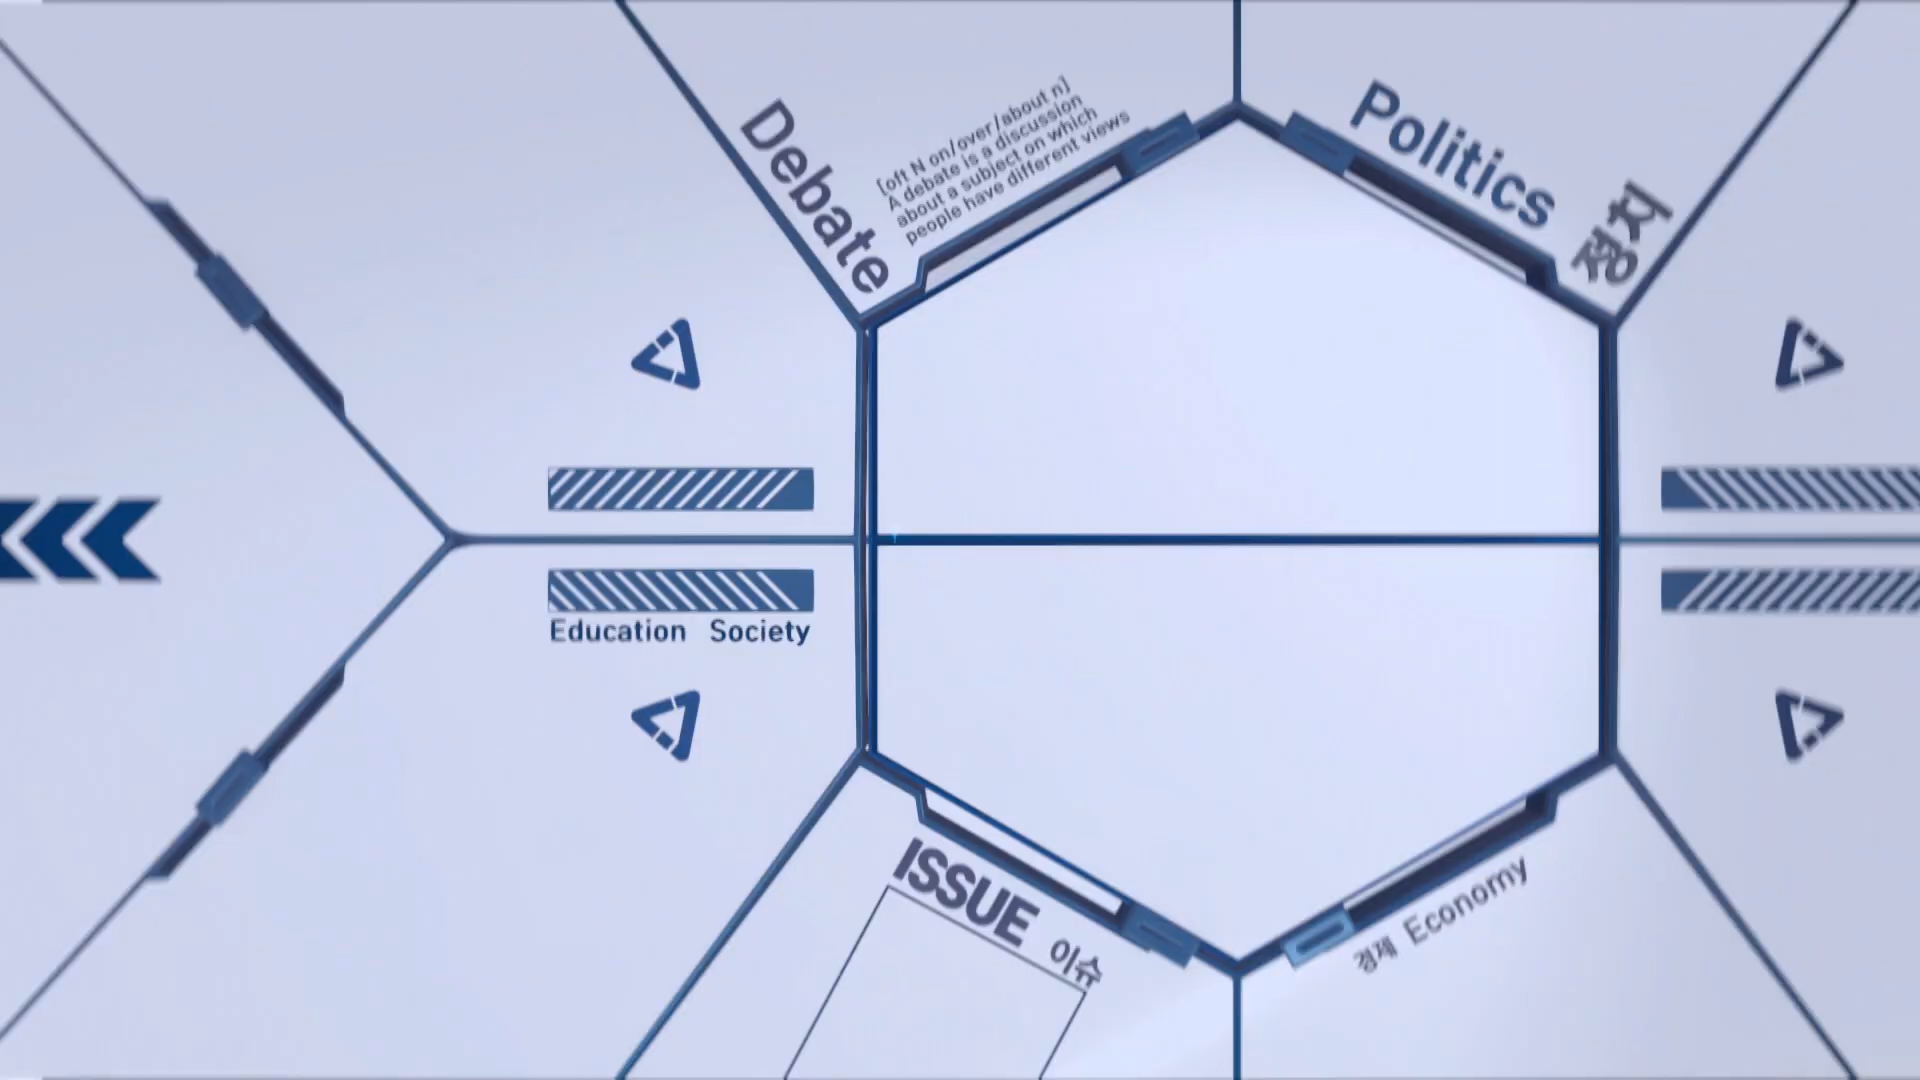 Debate
[oft N on/over/about n]
A debate is a discussion
about a subject on which
people have different views
Politics
정치
Education Society
ISSUE 이슈
경제 Economy